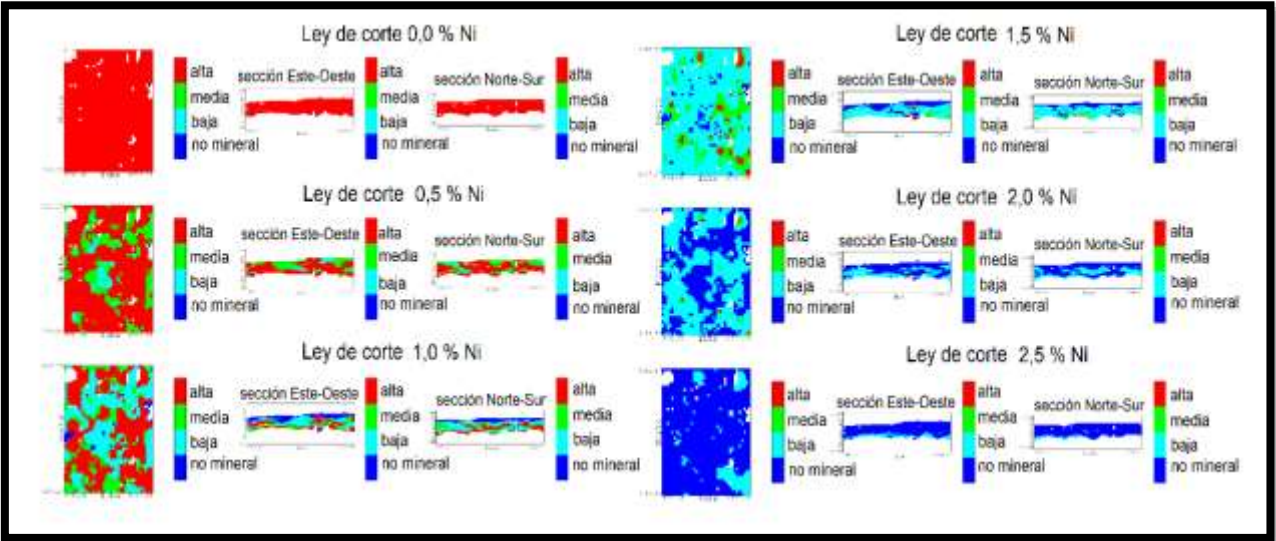 Ley de corte 0,0 % Ni
alta
media
baja
no mineral
sección Este-Oeste
alta
media
baja
no mineral
sección Norte-Sur
alta
media
baja
no mineral
Ley de corte 0,5 % Ni
alta
media
baja
no mineral
sección Este-Oeste
alta
media
baja
no mineral
sección Norte-Sur
alta
media
baja
no mineral
Ley de corte 1,0 % Ni
alta
media
baja
no mineral
sección Este-Oeste
alta
media
baja
no mineral
sección Norte-Sur
alta
media
baja
no mineral
Ley de corte 1,5 % Ni
alta
media
baja
no mineral
sección Este-Oeste
alta
media
baja
no mineral
sección Norte-Sur
alta
media
baja
no mineral
Ley de corte 2,0 % Ni
alta
media
baja
no mineral
sección Este-Oeste
alta
media
baja
no mineral
sección Norte-Sur
alta
media
baja
no mineral
Ley de corte 2,5 % Ni
alta
media
baja
no mineral
sección Este-Oeste
alta
media
baja
no mineral
sección Norte-Sur
alta
media
baja
no mineral